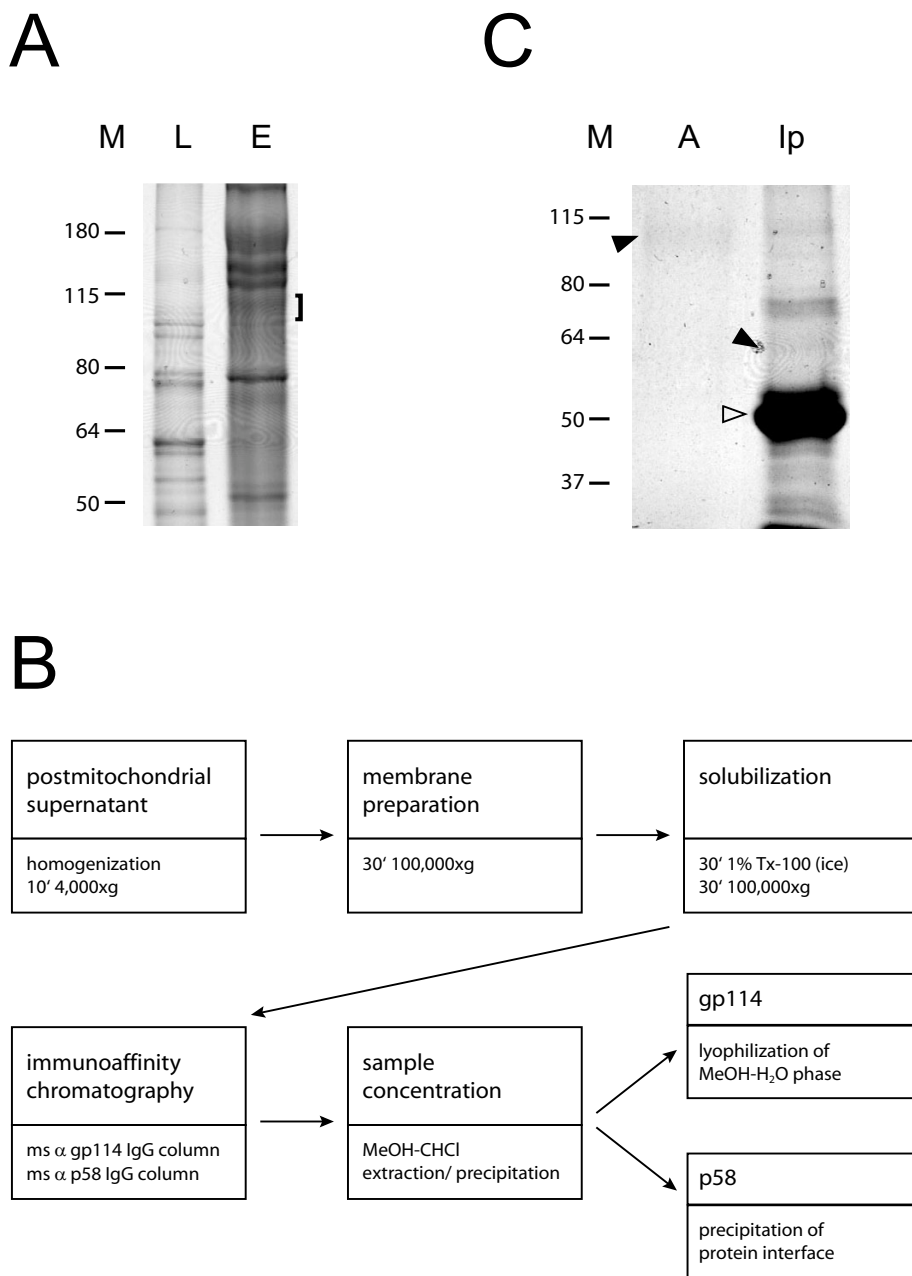 A
C
M L E
180
115
80
64
50
M A Ip
115
80
64
50
37
B
postmitochondrial
supernatant
homogenization
10′ 4,000xg
membrane
preparation
30′ 100,000xg
solubilization
30′ 1% Tx-100 (ice)
30′ 100,000xg
immunoaffinity
chromatography
ms α gp114 IgG column
ms α p58 IgG column
sample
concentration
MeOH-CHCl
extraction/ precipitation
gp114
lyophilization of
MeOH-H₂O phase
p58
precipitation of
protein interface